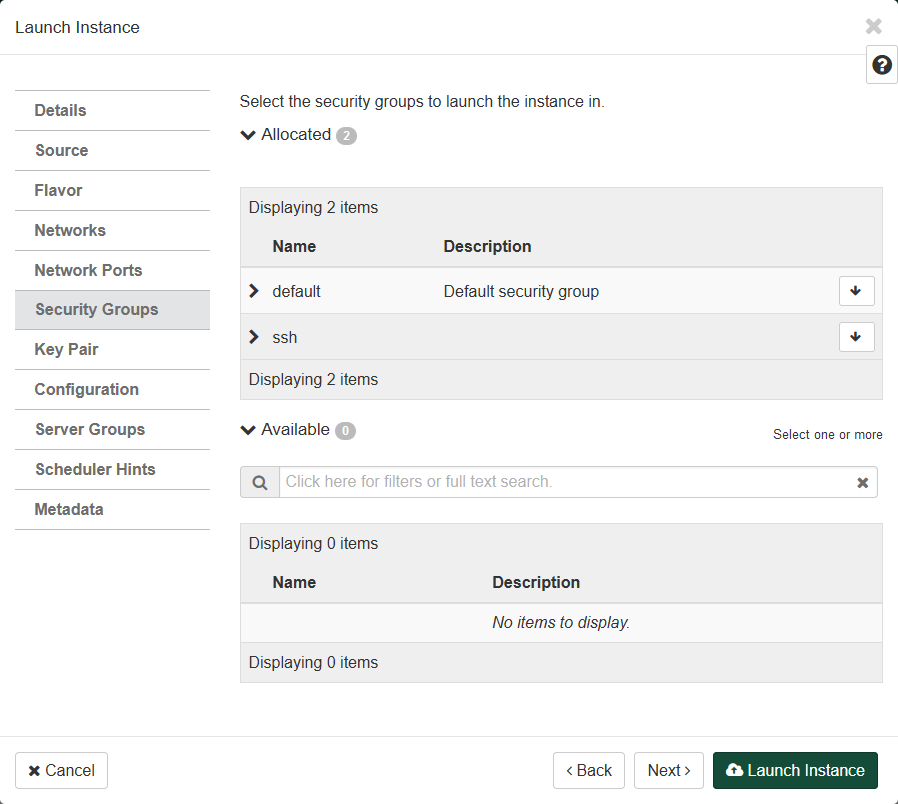 Launch Instance
Details
Source
Flavor
Networks
Network Ports
Security Groups
Key Pair
Configuration
Server Groups
Scheduler Hints
Metadata
Select the security groups to launch the instance in.
Allocated 2
Displaying 2 items
Name Description
default Default security group
ssh
Displaying 2 items
Available 0
Select one or more
Click here for filters or full text search.
Displaying 0 items
Name Description
No items to display.
Displaying 0 items
Cancel
< Back
Next >
Launch Instance